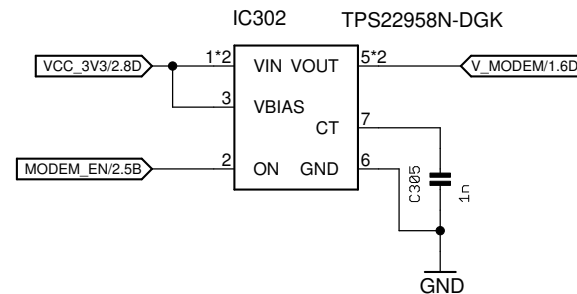 IC302 TPS22958N-DGK
VCC_3V3/2.8D 1*2 VIN VOUT 5*2 V_MODEM/1.6D
3 VBIAS
CT 7
MODEM_EN/2.5B 2 ON GND 6
C305 1n
GND